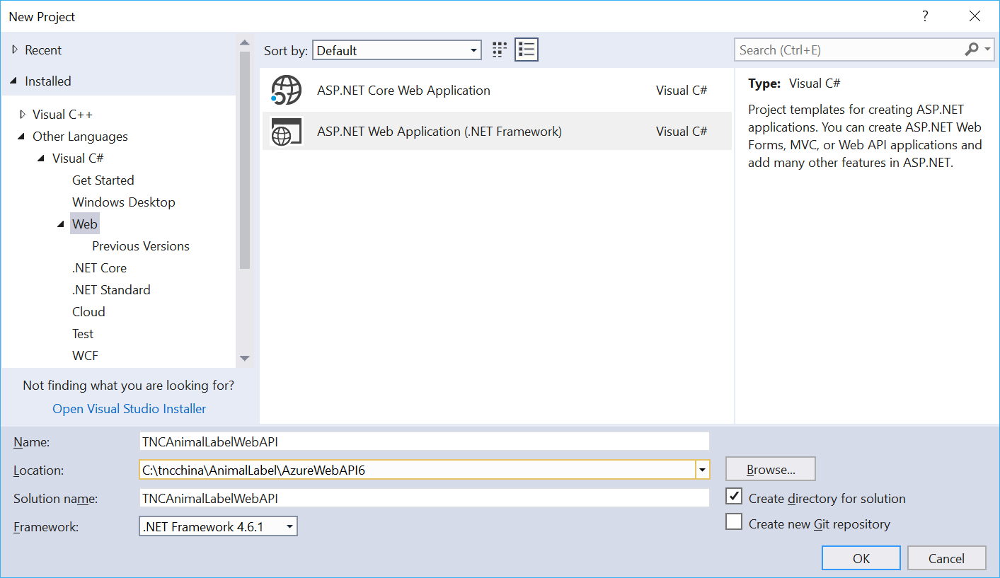 New Project
?
Recent
Installed
Visual C++
Other Languages
Visual C#
Get Started
Windows Desktop
Web
Previous Versions
.NET Core
.NET Standard
Cloud
Test
WCF
Not finding what you are looking for?
Open Visual Studio Installer
Sort by: Default
Search (Ctrl+E)
ASP.NET Core Web Application Visual C#
ASP.NET Web Application (.NET Framework) Visual C#
Type: Visual C#
Project templates for creating ASP.NET
applications. You can create ASP.NET Web
Forms, MVC, or Web API applications and
add many other features in ASP.NET.
Name: TNCAnimalLabelWebAPI
Location: C:\tncchina\AnimalLabel\AzureWebAPI6
Browse...
Solution name: TNCAnimalLabelWebAPI
Create directory for solution
Framework: .NET Framework 4.6.1
Create new Git repository
OK
Cancel